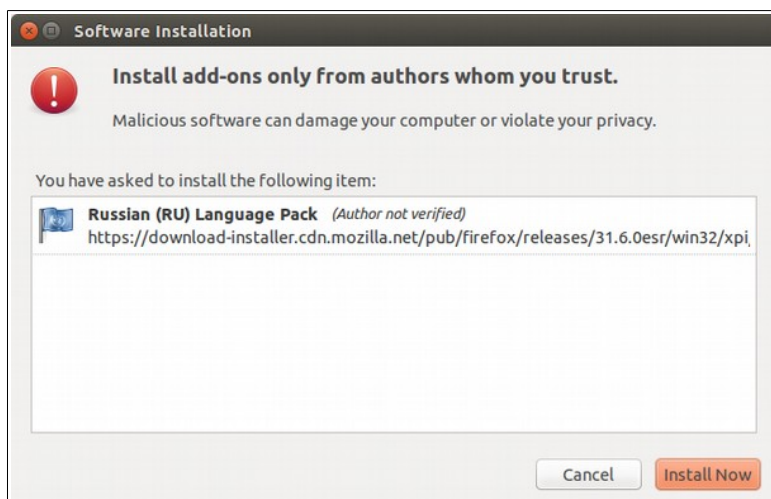 Software Installation
Install add-ons only from authors whom you trust.
Malicious software can damage your computer or violate your privacy.
You have asked to install the following item:
Russian (RU) Language Pack (Author not verified)
https://download-installer.cdn.mozilla.net/pub/firefox/releases/31.6.0esr/win32/xpi
Cancel
Install Now